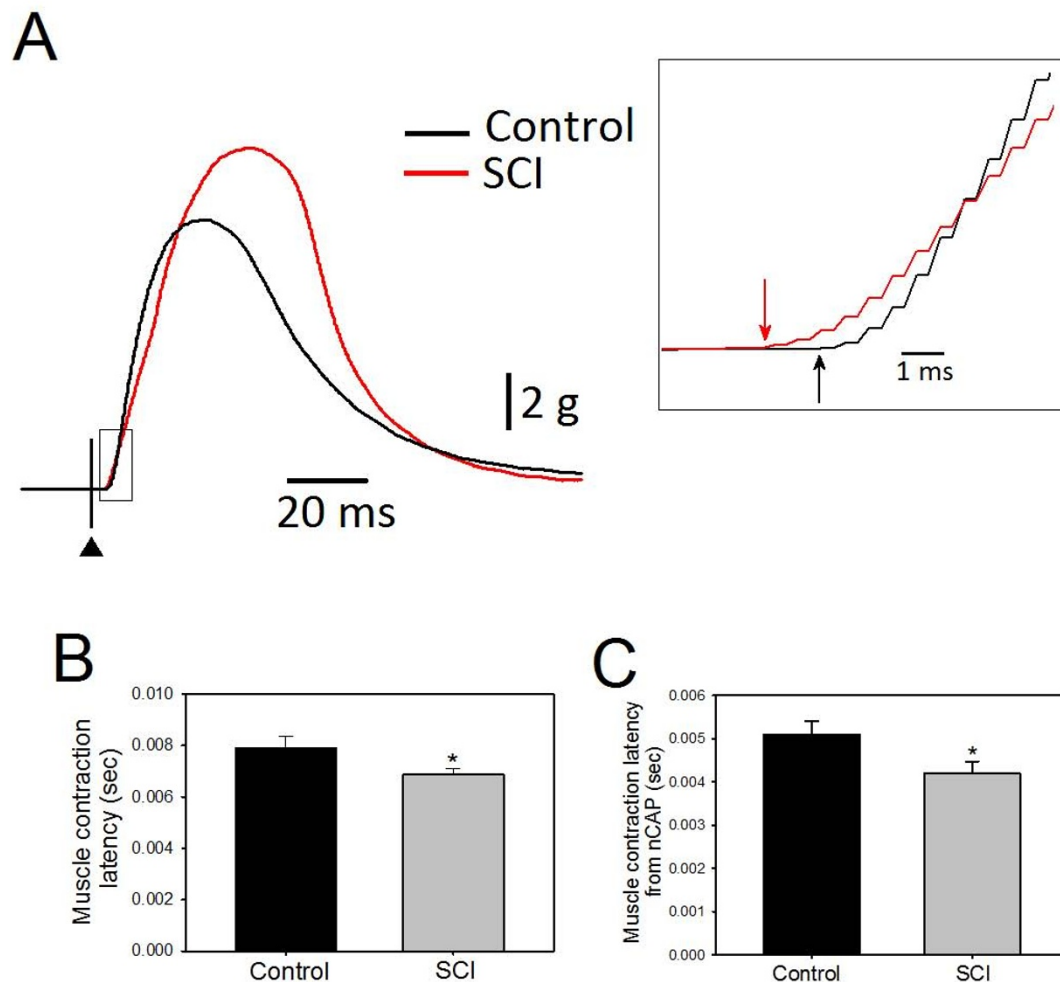 A
Control
SCI
2 g
20 ms
1 ms
B
Muscle contraction
latency (sec)
0.010
0.008
0.006
0.004
0.002
0.000
*
Control
SCI
C
Muscle contraction latency
from nCAP (sec)
0.006
0.005
0.004
0.003
0.002
0.001
0.000
*
Control
SCI